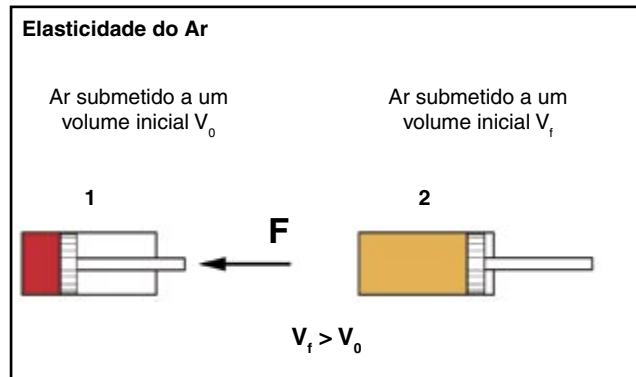 Elasticidade do Ar
Ar submetido a um
volume inicial V₀
Ar submetido a um
volume inicial Vf
1
2
F
Vf > V₀